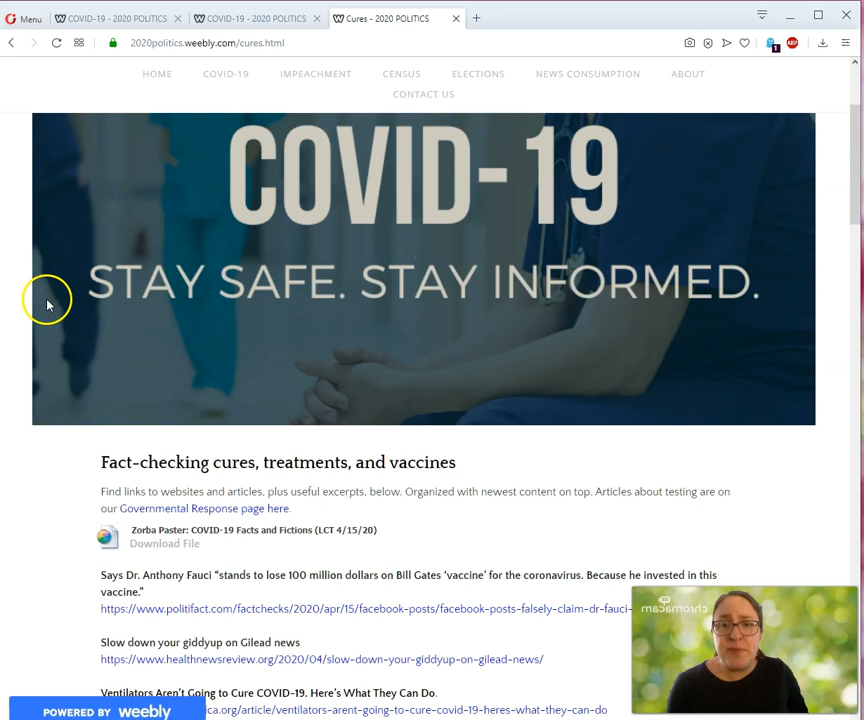 Menu
COVID-19 - 2020 POLITICS
COVID-19 - 2020 POLITICS
Cures - 2020 POLITICS
2020politics.weebly.com/cures.html
1
ABP
HOME COVID-19 IMPEACHMENT CENSUS ELECTIONS NEWS CONSUMPTION ABOUT
CONTACT US
COVID-19
STAY SAFE. STAY INFORMED.
Fact-checking cures, treatments, and vaccines
Find links to websites and articles, plus useful excerpts, below. Organized with newest content on top. Articles about testing are on
our Governmental Response page here.
Zorba Paster: COVID-19 Facts and Fictions (LCT 4/15/20)
Download File
Says Dr. Anthony Fauci “stands to lose 100 million dollars on Bill Gates ‘vaccine’ for the coronavirus. Because he invested in this
vaccine.”
https://www.politifact.com/factchecks/2020/apr/15/facebook-posts/facebook-posts-falsely-claim-dr-fauci-
chromacam
Slow down your giddyup on Gilead news
https://www.healthnewsreview.org/2020/04/slow-down-your-giddyup-on-gilead-news/
Ventilators Aren’t Going to Cure COVID-19. Here’s What They Can Do.
ica.org/article/ventilators-arent-going-to-cure-covid-19-heres-what-they-can-do
POWERED BY weebly